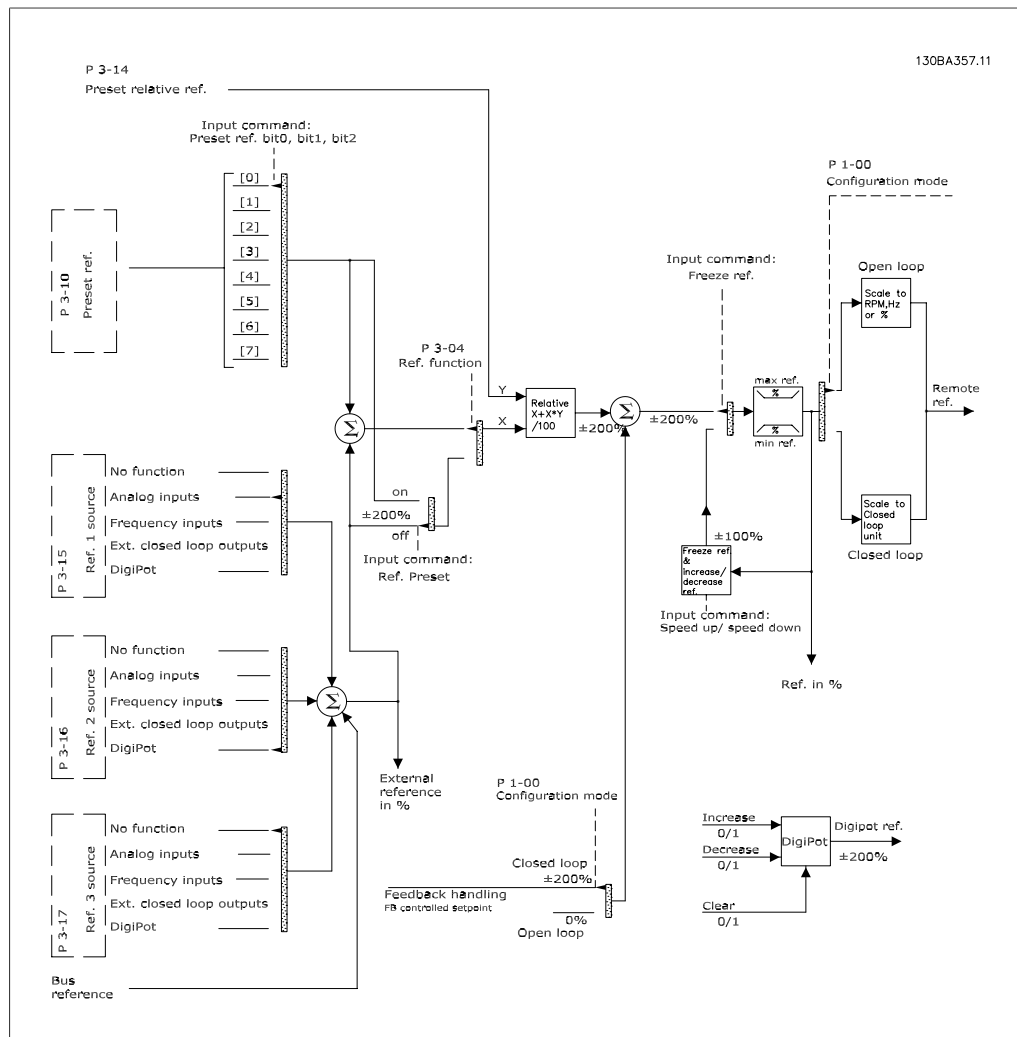 130BA357.11
P 3-14
Preset relative ref.
Input command:
Preset ref. bit0, bit1, bit2
P 1-00
Configuration mode
[0]
[1]
[2]
[3]
[4]
[5]
[6]
[7]
P 3-10
Preset ref.
Input command:
Freeze ref.
Open loop
Scale to
RPM,Hz
or %
P 3-04
Ref. function
max ref.
%
%
min ref.
Remote
ref.
Y
X
Relative
X+X*Y
/100
±200%
Σ
±200%
Σ
on
±200%
off
Input command:
Ref. Preset
No function
Analog inputs
Frequency inputs
Ext. closed loop outputs
DigiPot
P 3-15
Ref. 1 source
Scale to
Closed
loop
unit
Closed loop
±100%
Freeze ref.
&
increase/
decrease
ref.
Input command:
Speed up/ speed down
Ref. in %
No function
Analog inputs
Frequency inputs
Ext. closed loop outputs
DigiPot
P 3-16
Ref. 2 source
Σ
External
reference
in %
P 1-00
Configuration mode
No function
Analog inputs
Frequency inputs
Ext. closed loop outputs
DigiPot
P 3-17
Ref. 3 source
Closed loop
±200%
Feedback handling
FB controlled setpoint
0%
Open loop
Increase
0/1
Decrease
0/1
Clear
0/1
DigiPot
Digipot ref.
±200%
Bus
reference